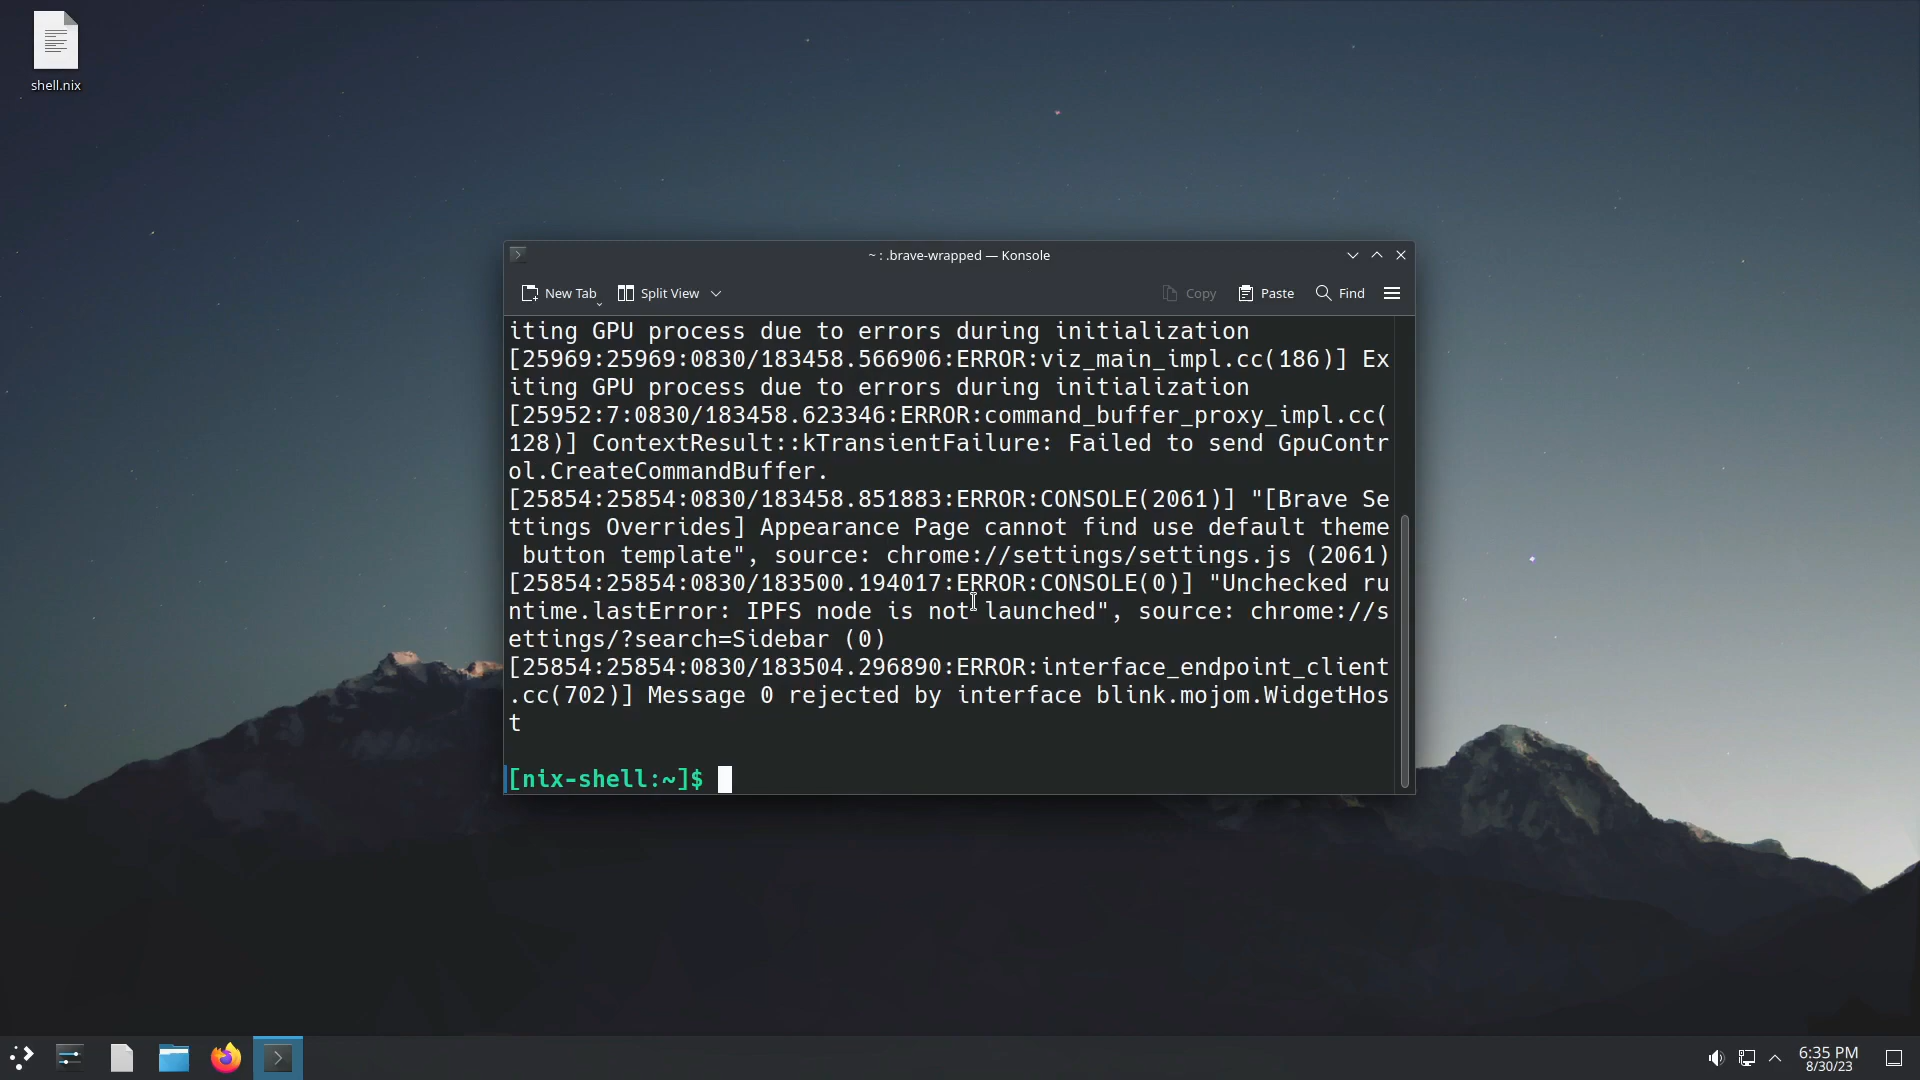 shell.nix
~ : .brave-wrapped — Konsole
New Tab Split View Copy Paste Find
iting GPU process due to errors during initialization
[25969:25969:0830/183458.566906:ERROR:viz_main_impl.cc(186)] Ex
iting GPU process due to errors during initialization
[25952:7:0830/183458.623346:ERROR:command_buffer_proxy_impl.cc(
128)] ContextResult::kTransientFailure: Failed to send GpuContr
ol.CreateCommandBuffer.
[25854:25854:0830/183458.851883:ERROR:CONSOLE(2061)] "[Brave Se
ttings Overrides] Appearance Page cannot find use default theme
 button template", source: chrome://settings/settings.js (2061)
[25854:25854:0830/183500.194017:ERROR:CONSOLE(0)] "Unchecked ru
ntime.lastError: IPFS node is not launched", source: chrome://s
ettings/?search=Sidebar (0)
[25854:25854:0830/183504.296890:ERROR:interface_endpoint_client
.cc(702)] Message 0 rejected by interface blink.mojom.WidgetHos
t
[nix-shell:~]$
6:35 PM
8/30/23